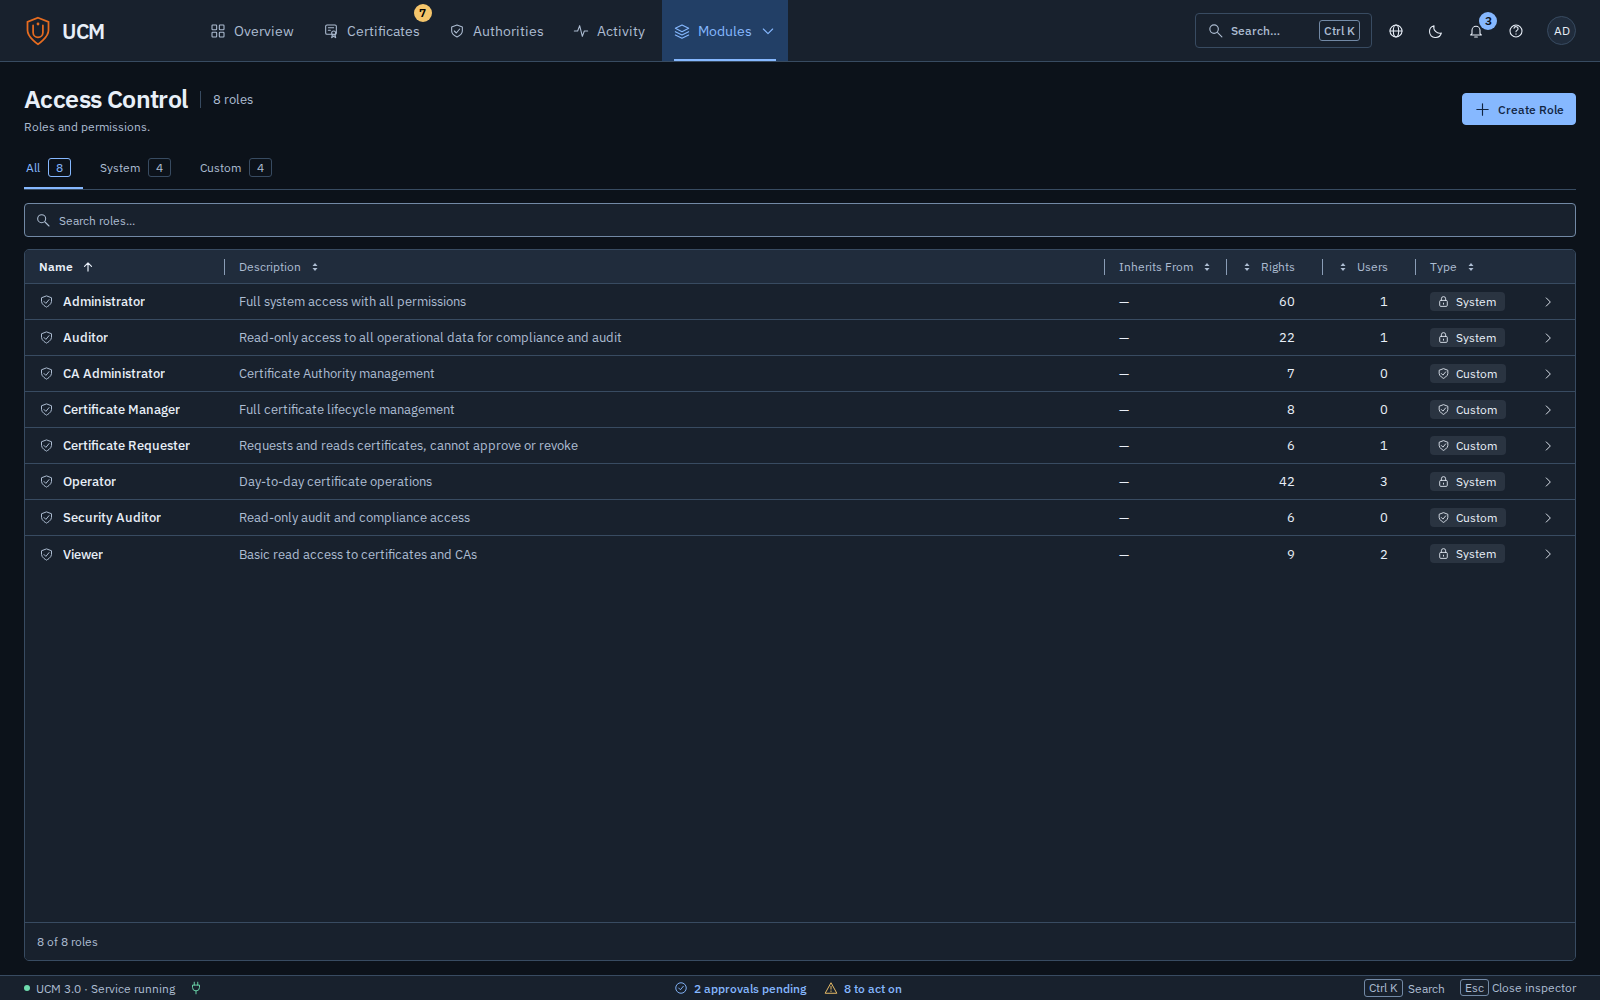 UCM
Overview
Certificates
7
Authorities
Activity
Modules
Search...
Ctrl K
3
AD
Access Control
8 roles
Roles and permissions.
Create Role
All 8
System 4
Custom 4
Search roles...
Name Description Inherits From Rights Users Type
Administrator Full system access with all permissions — 60 1 System
Auditor Read-only access to all operational data for compliance and audit — 22 1 System
CA Administrator Certificate Authority management — 7 0 Custom
Certificate Manager Full certificate lifecycle management — 8 0 Custom
Certificate Requester Requests and reads certificates, cannot approve or revoke — 6 1 Custom
Operator Day-to-day certificate operations — 42 3 System
Security Auditor Read-only audit and compliance access — 6 0 Custom
Viewer Basic read access to certificates and CAs — 9 2 System
8 of 8 roles
UCM 3.0 · Service running
2 approvals pending
8 to act on
Ctrl K Search
Esc Close inspector